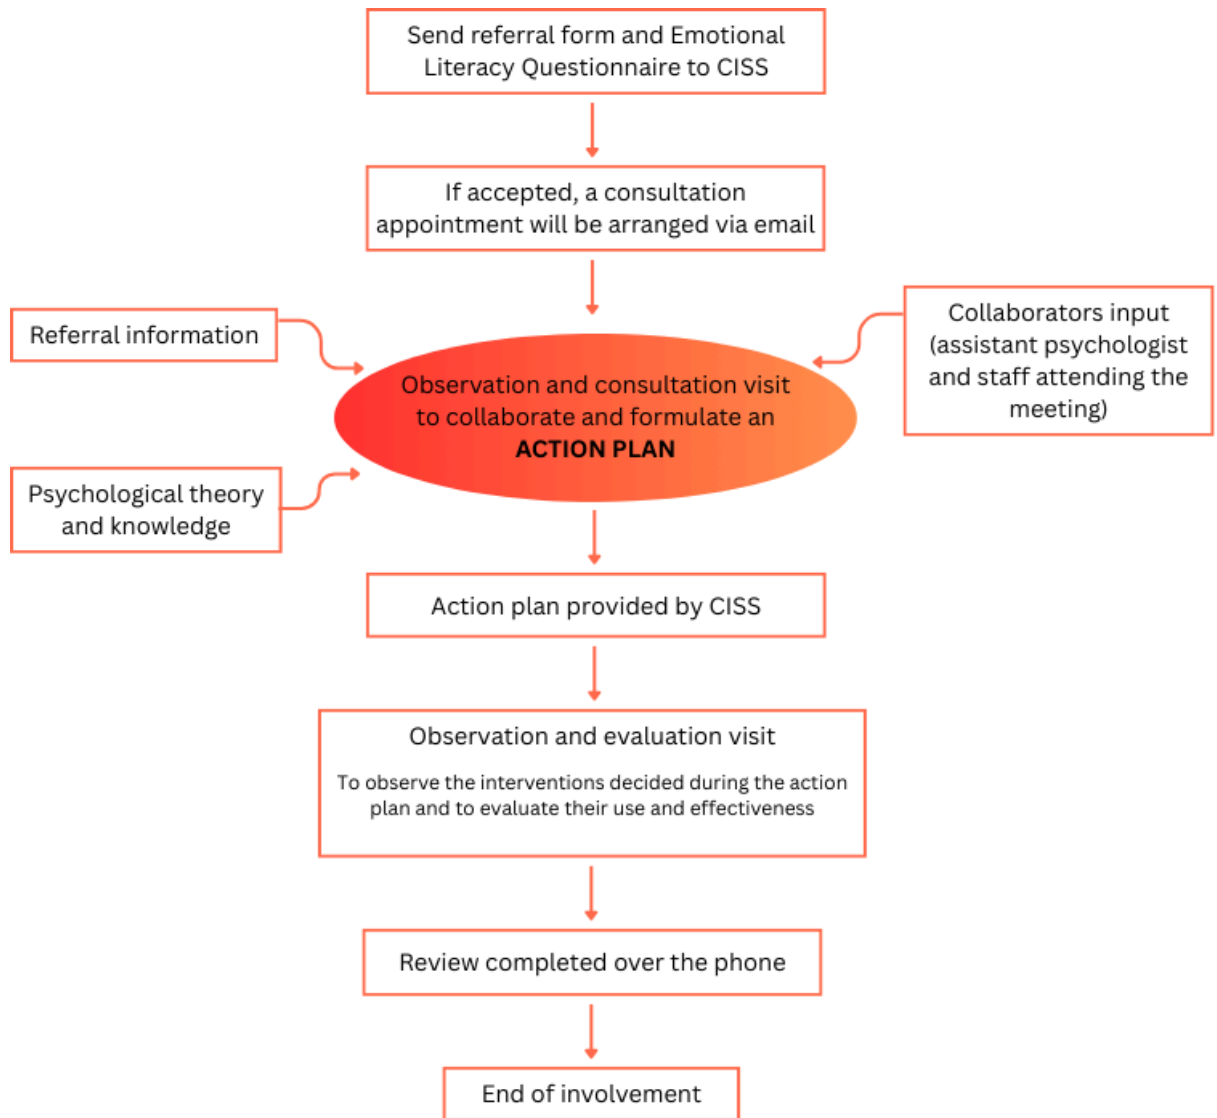 Send referral form and Emotional
Literacy Questionnaire to CISS
If accepted, a consultation
appointment will be arranged via email
Referral information
Collaborators input
(assistant psychologist
and staff attending the
meeting)
Observation and consultation visit
to collaborate and formulate an
ACTION PLAN
Psychological theory
and knowledge
Action plan provided by CISS
Observation and evaluation visit
To observe the interventions decided during the action
plan and to evaluate their use and effectiveness
Review completed over the phone
End of involvement